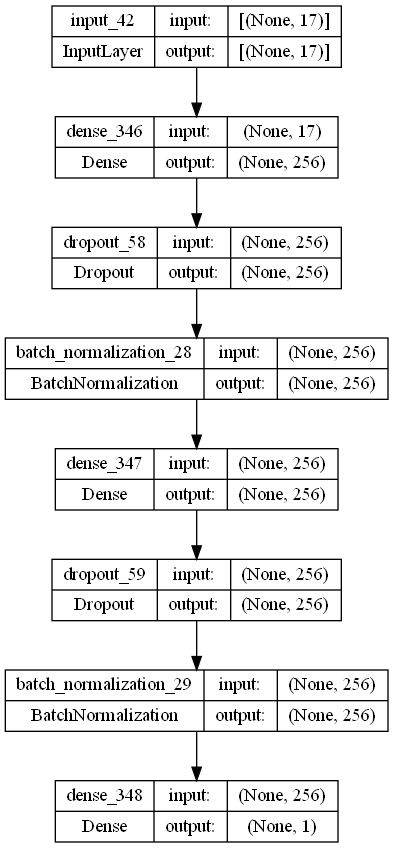 input_42 input: [(None, 17)]
InputLayer output: [(None, 17)]
dense_346 input: (None, 17)
Dense output: (None, 256)
dropout_58 input: (None, 256)
Dropout output: (None, 256)
batch_normalization_28 input: (None, 256)
BatchNormalization output: (None, 256)
dense_347 input: (None, 256)
Dense output: (None, 256)
dropout_59 input: (None, 256)
Dropout output: (None, 256)
batch_normalization_29 input: (None, 256)
BatchNormalization output: (None, 256)
dense_348 input: (None, 256)
Dense output: (None, 1)